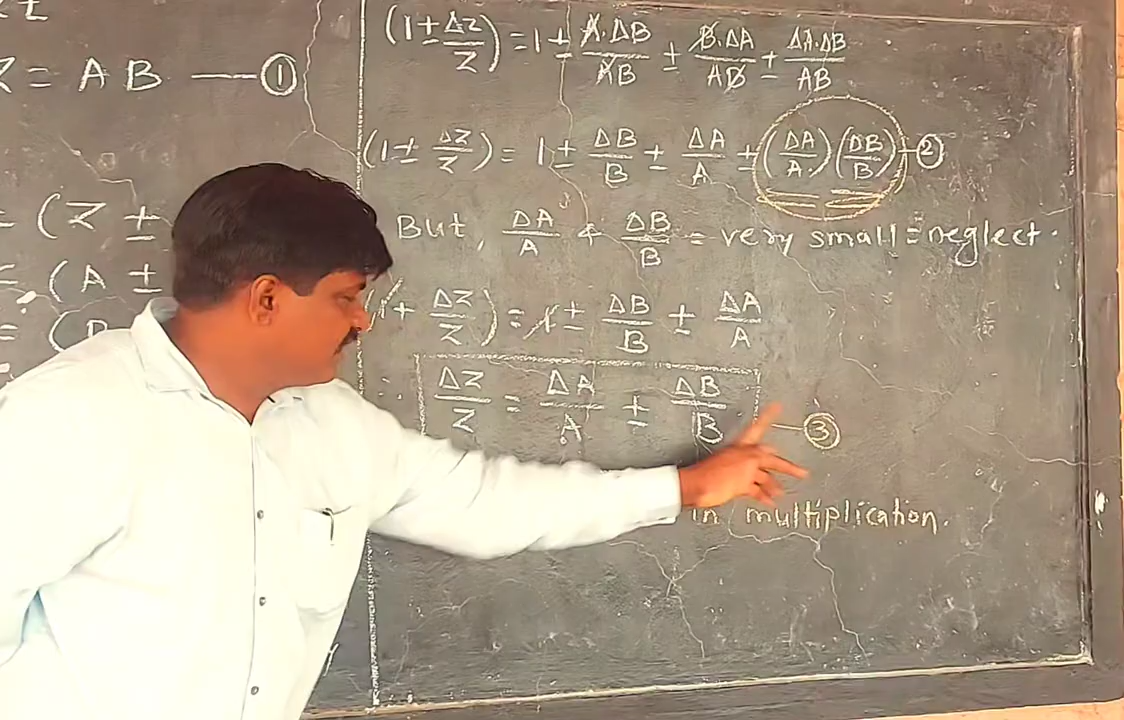 Z = A B — ①
= (Z ±
= (A ±
= (B
(1 ± ΔZ/Z) = 1 ± A.ΔB/AB ± B.ΔA/AB ± ΔA.ΔB/AB
(1 ± ΔZ/Z) = 1 ± ΔB/B ± ΔA/A ± (ΔA/A.)(ΔB/B) — ②
But, ΔA/A & ΔB/B = very small = neglect.
(1 + ΔZ/Z) = 1 ± ΔB/B ± ΔA/A
∴ ΔZ/Z = ΔA/A ± ΔB/B — ③
in multiplication.